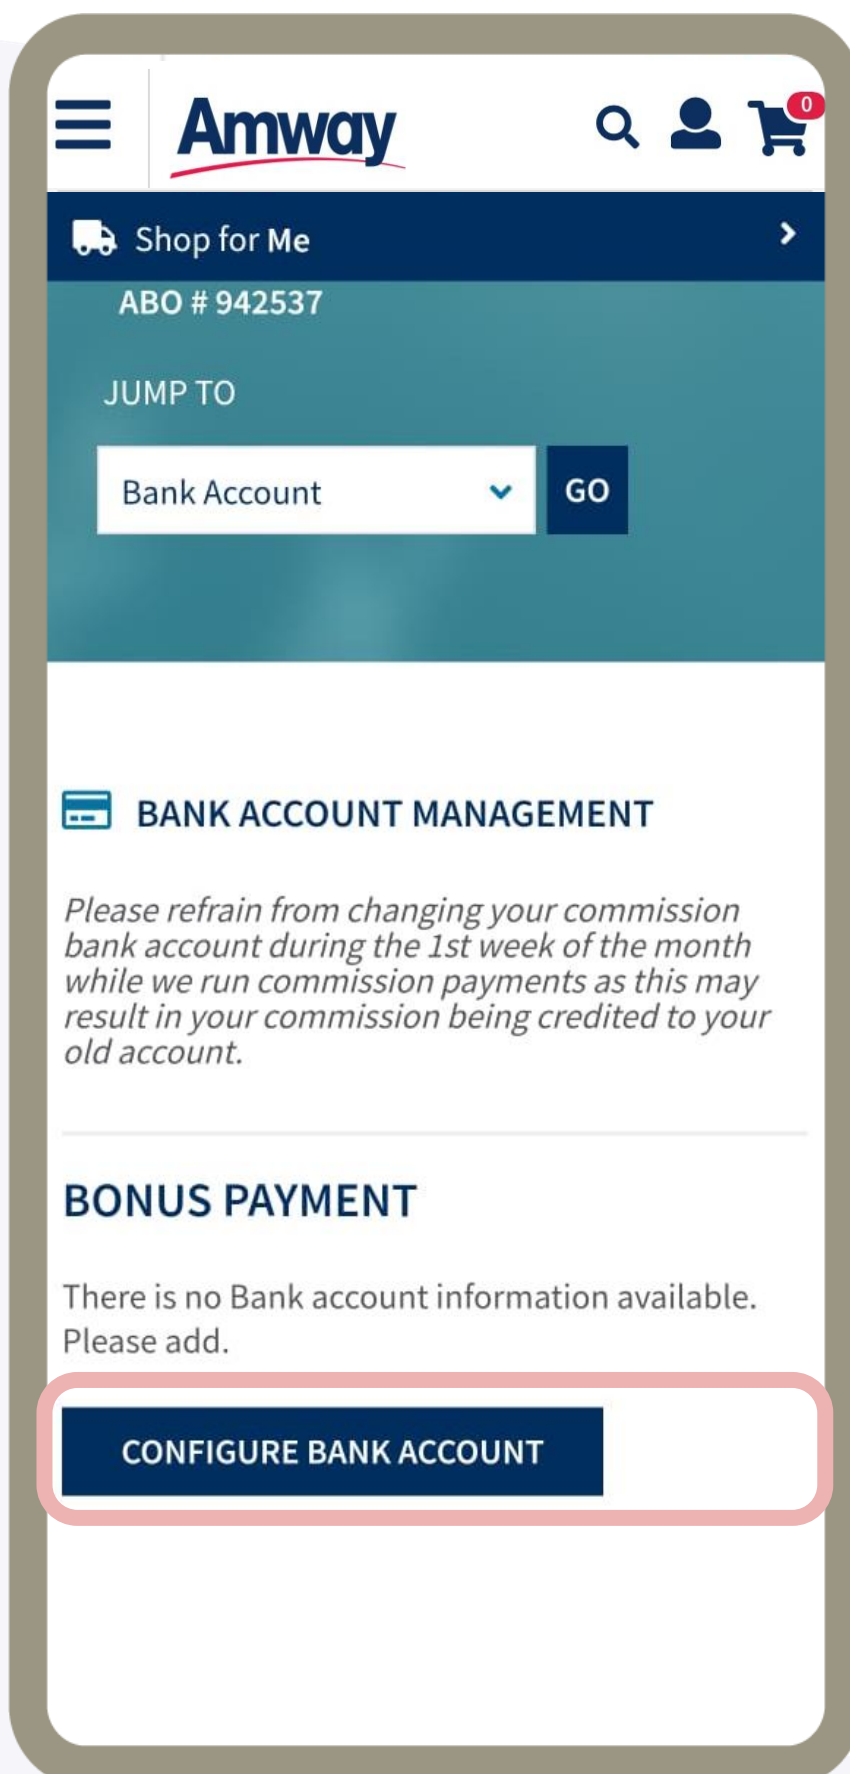 Amway
0
Shop for Me
ABO # 942537
JUMP TO
Bank Account
GO
BANK ACCOUNT MANAGEMENT
Please refrain from changing your commission
bank account during the 1st week of the month
while we run commission payments as this may
result in your commission being credited to your
old account.
BONUS PAYMENT
There is no Bank account information available.
Please add.
CONFIGURE BANK ACCOUNT